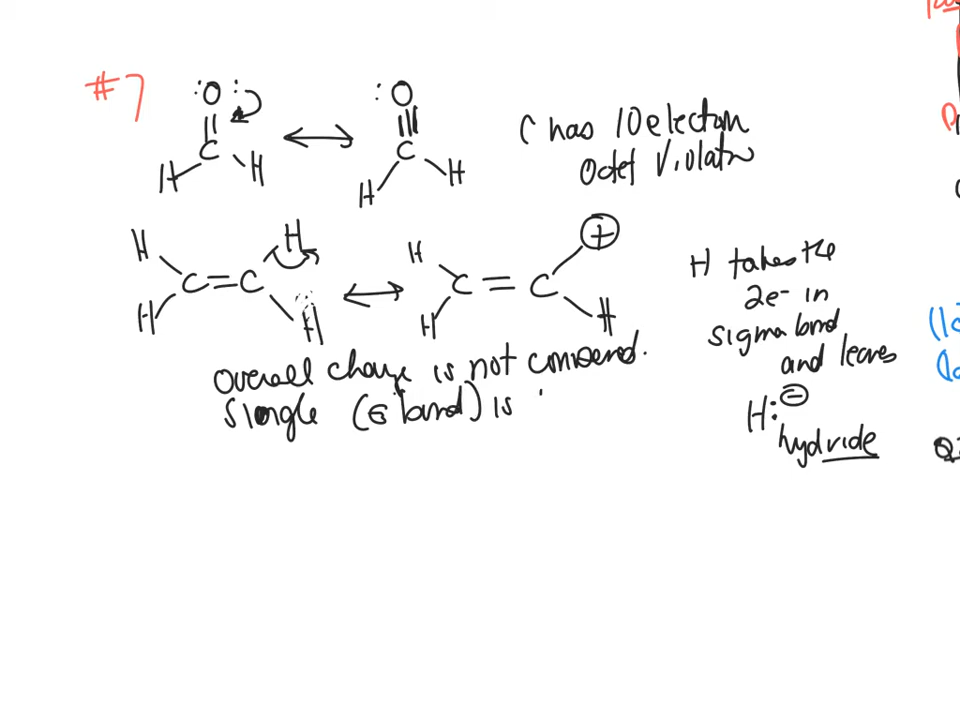 #7
:O: ↔ :O
C C
H H H H
C has 10 electron
Octet Violatn
H H H ⊕
C=C ↔ C=C
H H H H
H takes the
2e- in
sigma bond
and leaves
H:⊖
hydride
Overall charge is not conserved.
Single (σ bond) is